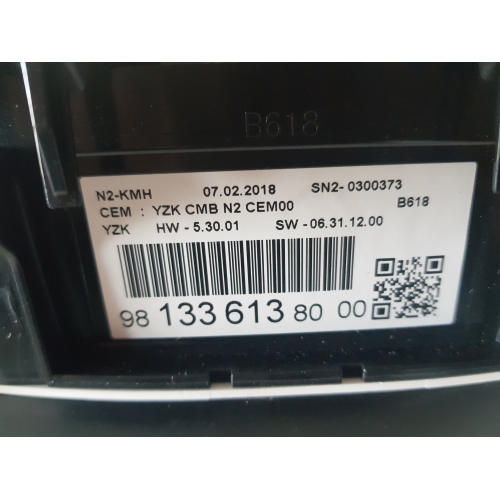 B618
N2-KMH 07.02.2018 SN2- 0300373
CEM : YZK CMB N2 CEM00 B618
YZK HW - 5.30.01 SW - 06.31.12.00
98 133 613 80 00